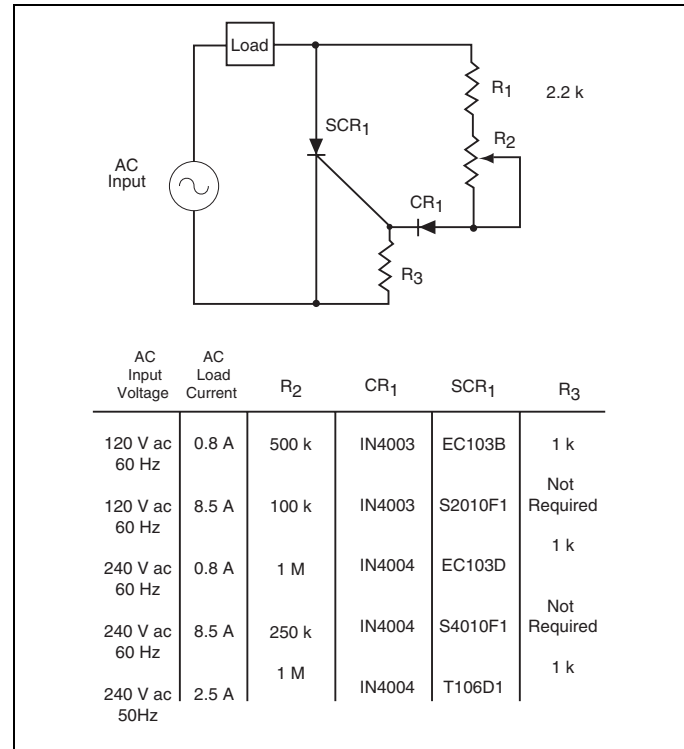 Load
R1 2.2 k
SCR1
R2
AC
Input
CR1
R3
AC
Input
Voltage
AC
Load
Current
R2
CR1
SCR1
R3
120 V ac
60 Hz
0.8 A
500 k
IN4003
EC103B
1 k
120 V ac
60 Hz
8.5 A
100 k
IN4003
S2010F1
Not
Required
240 V ac
60 Hz
0.8 A
1 M
IN4004
EC103D
1 k
240 V ac
60 Hz
8.5 A
250 k
IN4004
S4010F1
Not
Required
240 V ac
50Hz
2.5 A
1 M
IN4004
T106D1
1 k